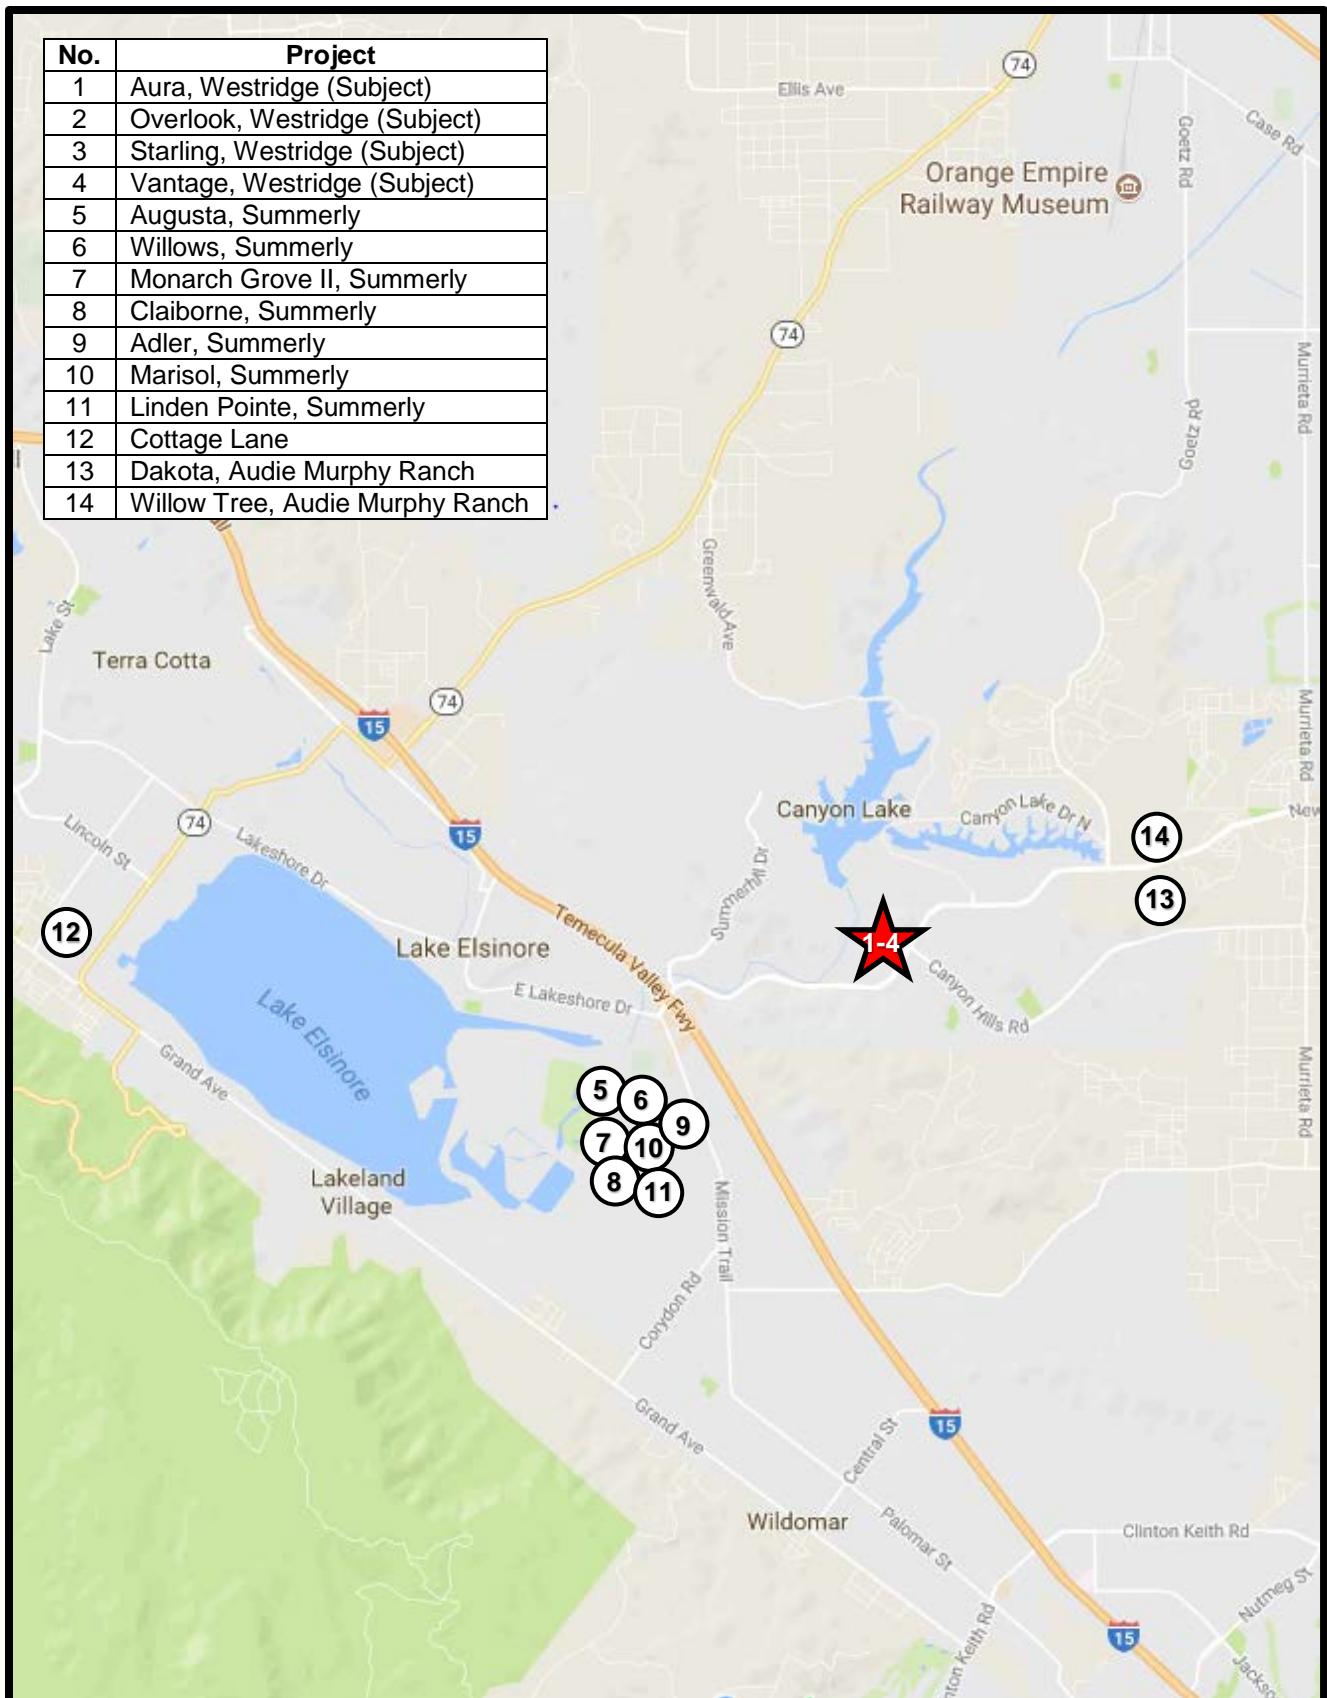 No. Project
1 Aura, Westridge (Subject)
2 Overlook, Westridge (Subject)
3 Starling, Westridge (Subject)
4 Vantage, Westridge (Subject)
5 Augusta, Summerly
6 Willows, Summerly
7 Monarch Grove II, Summerly
8 Claiborne, Summerly
9 Adler, Summerly
10 Marisol, Summerly
11 Linden Pointe, Summerly
12 Cottage Lane
13 Dakota, Audie Murphy Ranch
14 Willow Tree, Audie Murphy Ranch
74
Ellis Ave
Goetz Rd
Case Rd
Orange Empire
Railway Museum
74
Murrieta Rd
Goetz Rd
Greenwald Ave
Lake St
Terra Cotta
74
15
Murrieta Rd
Canyon Lake
Canyon Lake Dr N
New
74
15
14
Lincoln St
Lakeshore Dr
Summerhill Dr
13
12
Temecula Valley Fwy
1-4
Lake Elsinore
Canyon Hills Rd
E Lakeshore Dr
Lake Elsinore
Grand Ave
Murrieta Rd
5
6
9
7
10
8
11
Lakeland
Village
Mission Trail
Corydon Rd
Grand Ave
15
Central St
Wildomar
Palomar St
Clinton Keith Rd
Nutmeg St
15
nton Keith Rd
Jackso